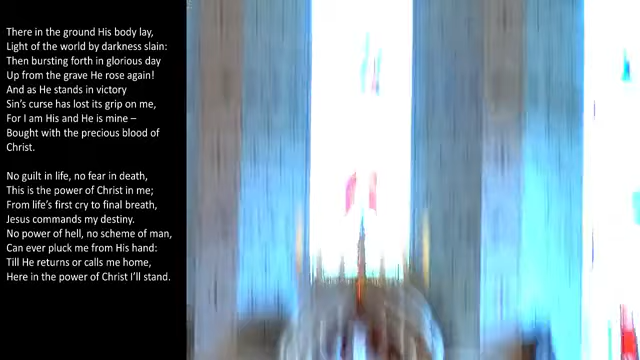 There in the ground His body lay,
Light of the world by darkness slain:
Then bursting forth in glorious day
Up from the grave He rose again!
And as He stands in victory
Sin's curse has lost its grip on me,
For I am His and He is mine –
Bought with the precious blood of
Christ.
No guilt in life, no fear in death,
This is the power of Christ in me;
From life's first cry to final breath,
Jesus commands my destiny.
No power of hell, no scheme of man,
Can ever pluck me from His hand:
Till He returns or calls me home,
Here in the power of Christ I'll stand.